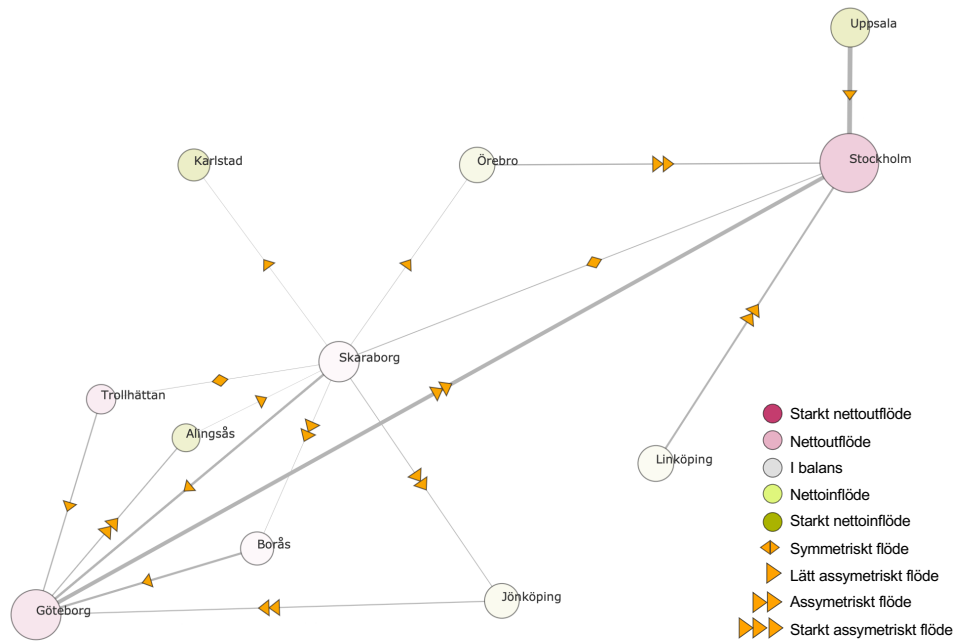 Uppsala
Karlstad
Örebro
Stockholm
Skaraborg
Trollhättan
Alingsås
Linköping
Borås
Jönköping
Göteborg
Starkt nettoutflöde
Nettoutflöde
I balans
Nettoinflöde
Starkt nettoinflöde
Symmetriskt flöde
Lätt assymetriskt flöde
Assymetriskt flöde
Starkt assymetriskt flöde